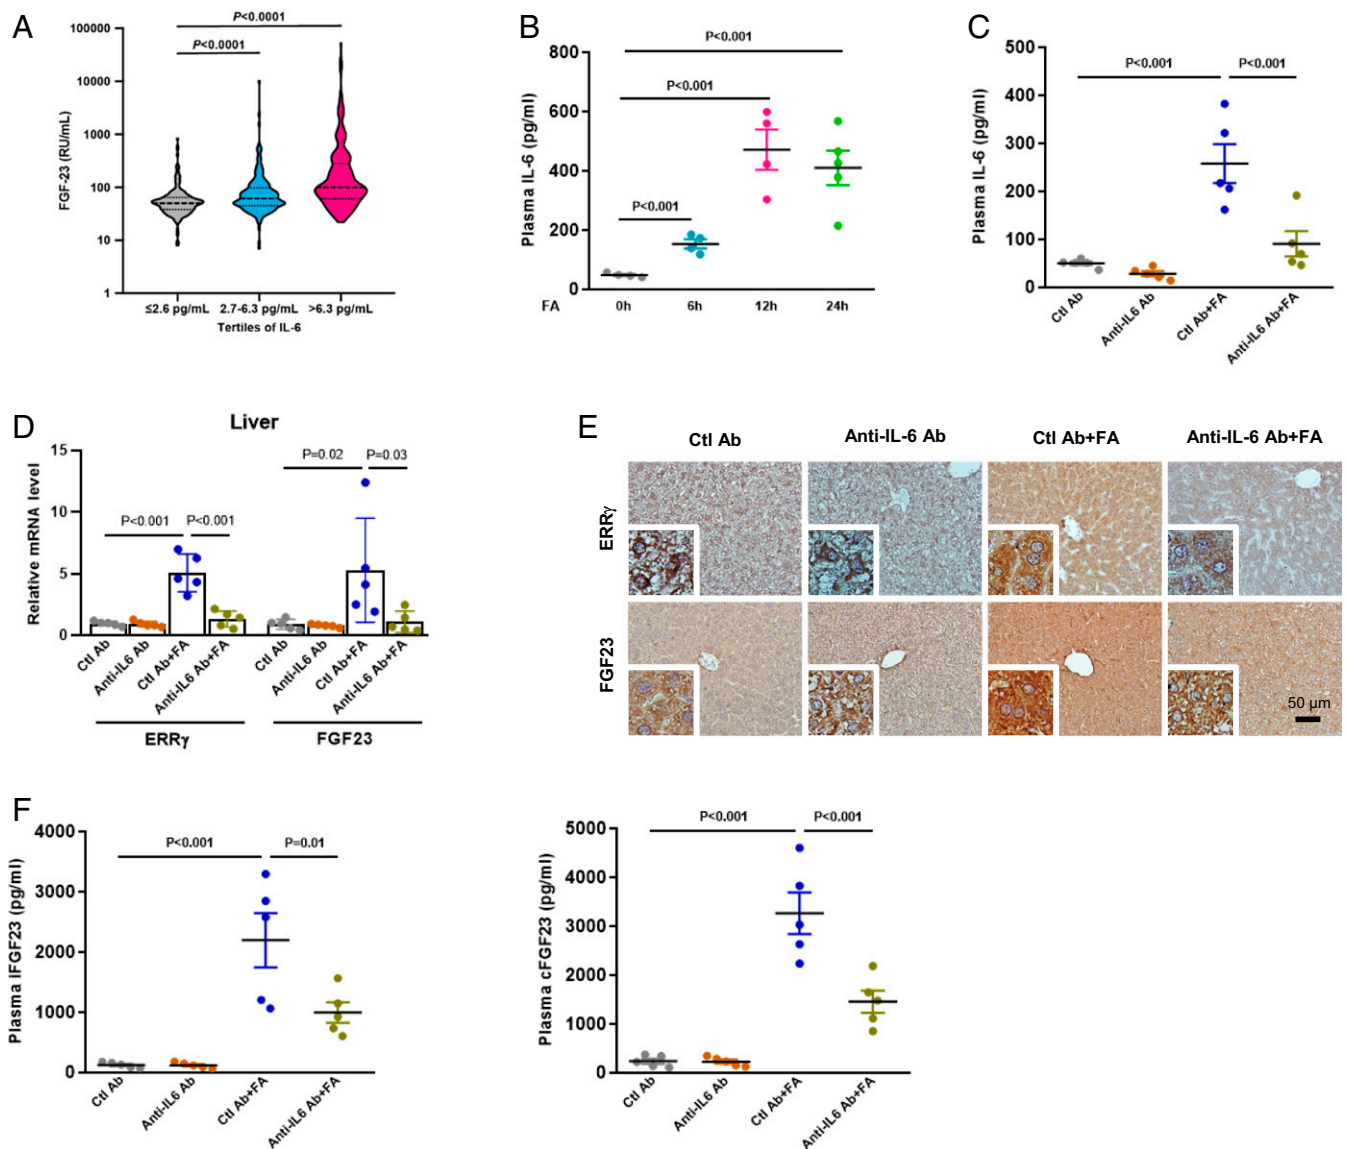 A
P<0.0001
P<0.0001
100000
10000
1000
100
10
1
FGF-23 (RU/mL)
≤2.6 pg/mL 2.7-6.3 pg/mL >6.3 pg/mL
Tertiles of IL-6
B
P<0.001
P<0.001
P<0.001
800
600
400
200
0
Plasma IL-6 (pg/ml)
FA 0h 6h 12h 24h
C
P<0.001 P<0.001
500
400
300
200
100
0
Plasma IL-6 (pg/ml)
Ctl Ab
Anti-IL6 Ab
Ctl Ab+FA
Anti-IL6 Ab+FA
D
Liver
15
10
5
0
Relative mRNA level
P<0.001 P<0.001
P=0.02 P=0.03
Ctl Ab
Anti-IL6 Ab
Ctl Ab+FA
Anti-IL6 Ab+FA
Ctl Ab
Anti-IL6 Ab
Ctl Ab+FA
Anti-IL6 Ab+FA
ERRγ FGF23
E
Ctl Ab Anti-IL-6 Ab Ctl Ab+FA Anti-IL-6 Ab+FA
ERRγ
FGF23
50 µm
F
P<0.001 P=0.01
4000
3000
2000
1000
0
Plasma iFGF23 (pg/ml)
Ctl Ab
Anti-IL6 Ab
Ctl Ab+FA
Anti-IL6 Ab+FA
P<0.001 P<0.001
5000
4000
3000
2000
1000
0
Plasma cFGF23 (pg/ml)
Ctl Ab
Anti-IL6 Ab
Ctl Ab+FA
Anti-IL6 Ab+FA